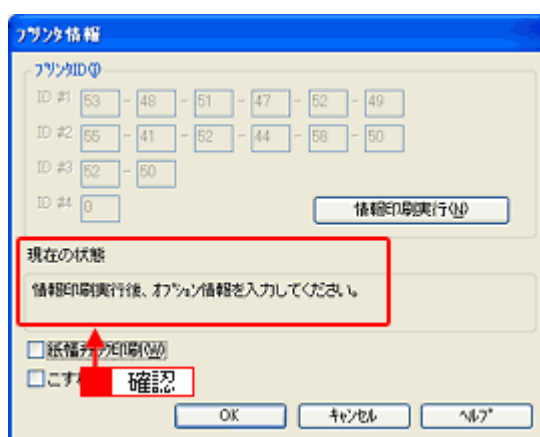 プリンタ情報
プリンタID(I)
ID #1 53 - 48 - 51 - 47 - 52 - 49
ID #2 55 - 41 - 52 - 44 - 58 - 50
ID #3 52 - 50
ID #4 0
情報印刷実行(N)
現在の状態
情報印刷実行後、オプション情報を入力してください。
紙幅チェック印刷(W)
こす
確認
OK キャンセル ヘルプ